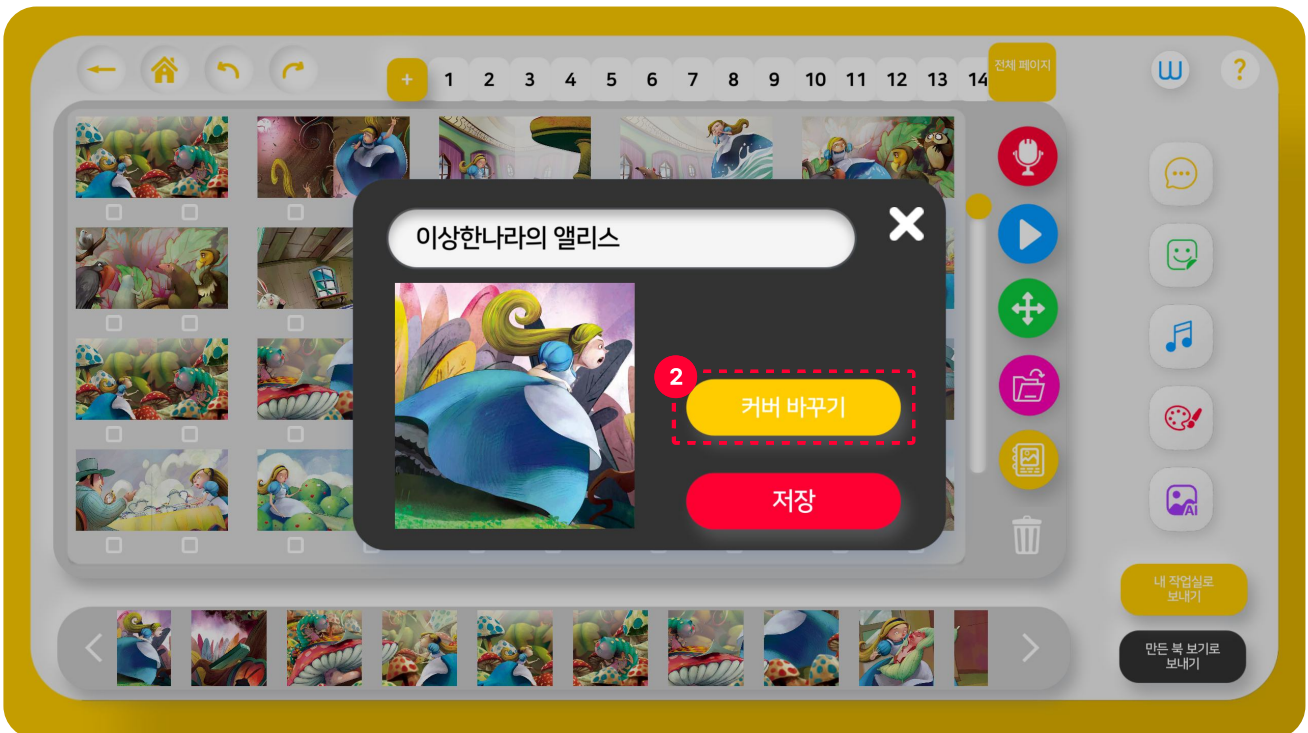 + 1 2 3 4 5 6 7 8 9 10 11 12 13 14
전체 페이지
?
이상한나라의 앨리스
2
커버 바꾸기
저장
AI
내 작업실로
보내기
만든 북 보기로
보내기